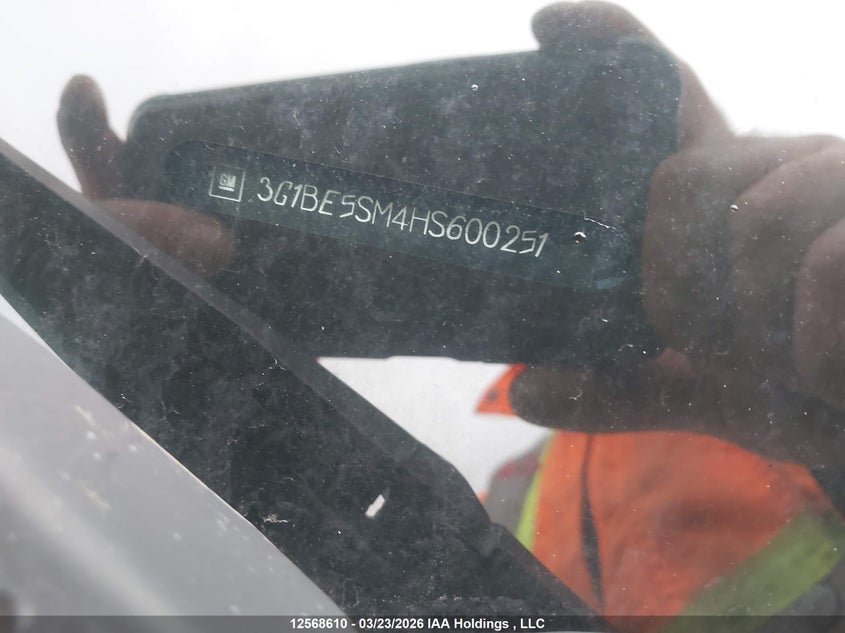 GM 3G1BE5SM4HS600251
12568610 - 03/23/2026 IAA Holdings , LLC